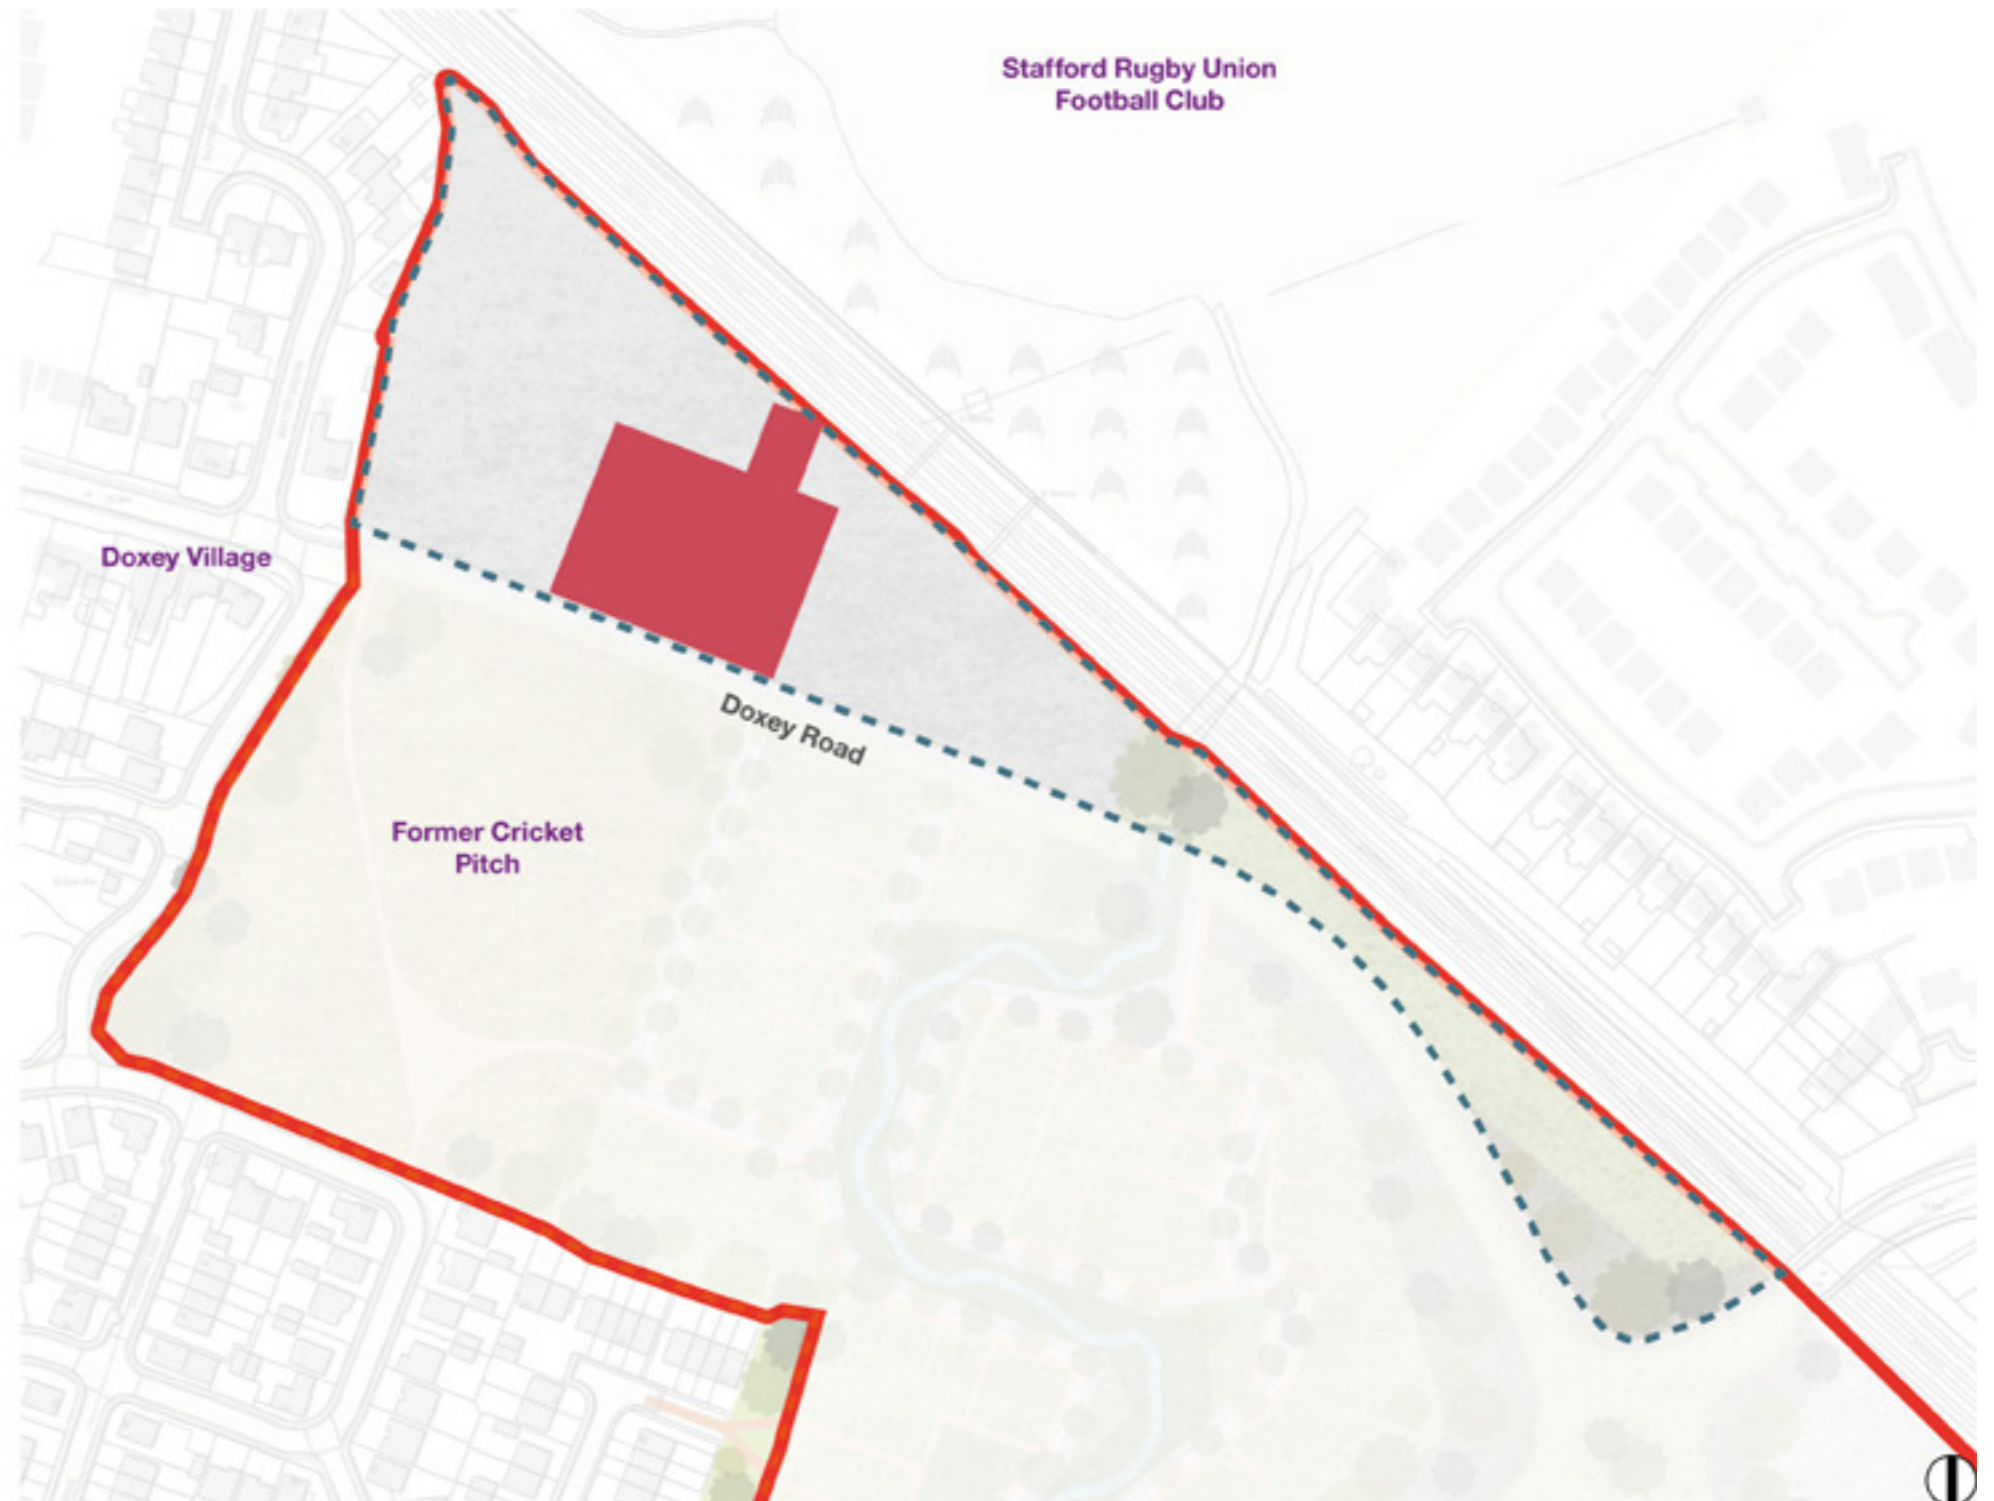 Stafford Rugby Union
Football Club
Doxey Village
Doxey Road
Former Cricket
Pitch